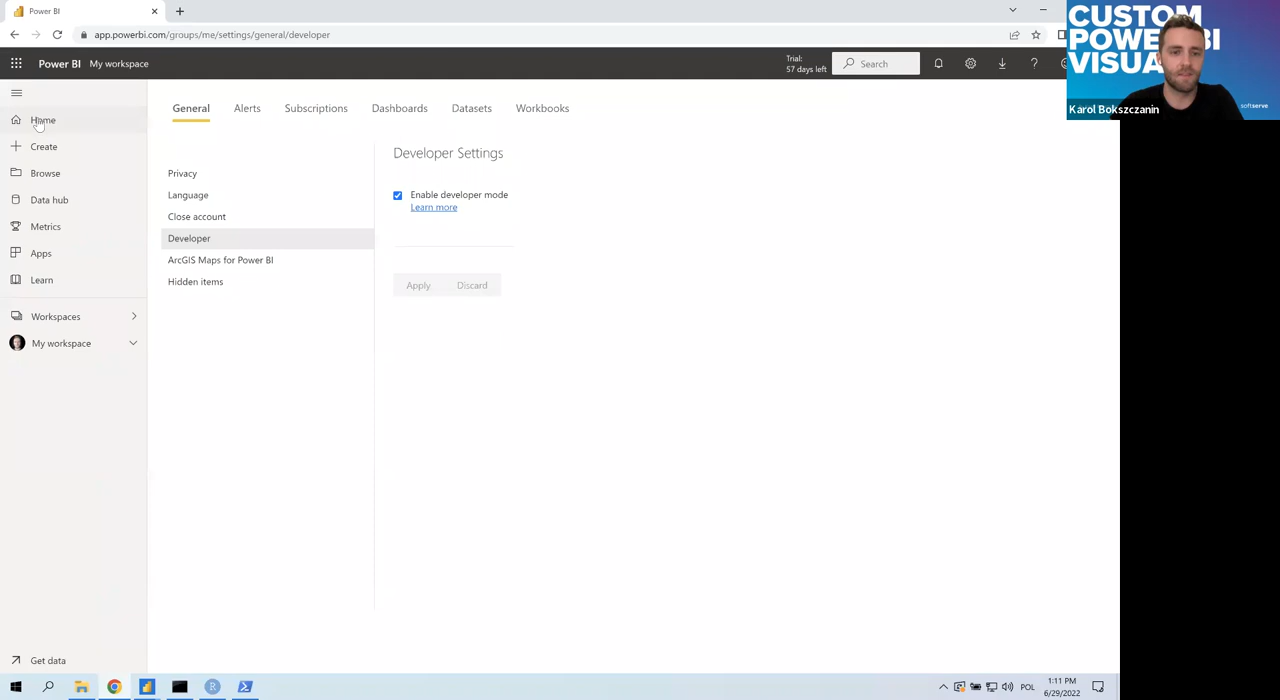 Power BI
app.powerbi.com/groups/me/settings/general/developer
Power BI My workspace
Trial:
57 days left
Search
Home
Create
Browse
Data hub
Metrics
Apps
Learn
Workspaces
My workspace
Get data
General Alerts Subscriptions Dashboards Datasets Workbooks
Privacy
Language
Close account
Developer
ArcGIS Maps for Power BI
Hidden items
Developer Settings
Enable developer mode
Learn more
Apply Discard
CUSTOM
POWER BI
Karol Bokszczanin
softserve
POL
1:11 PM
6/29/2022